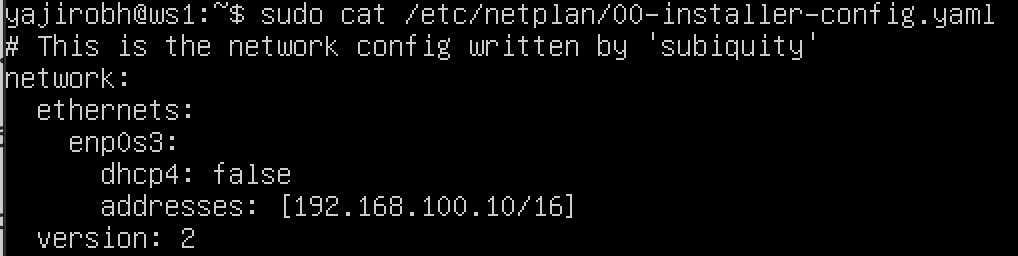 yajirobh@ws1:~$ sudo cat /etc/netplan/00-installer-config.yaml
# This is the network config written by 'subiquity'
network:
  ethernets:
    enp0s3:
      dhcp4: false
      addresses: [192.168.100.10/16]
  version: 2